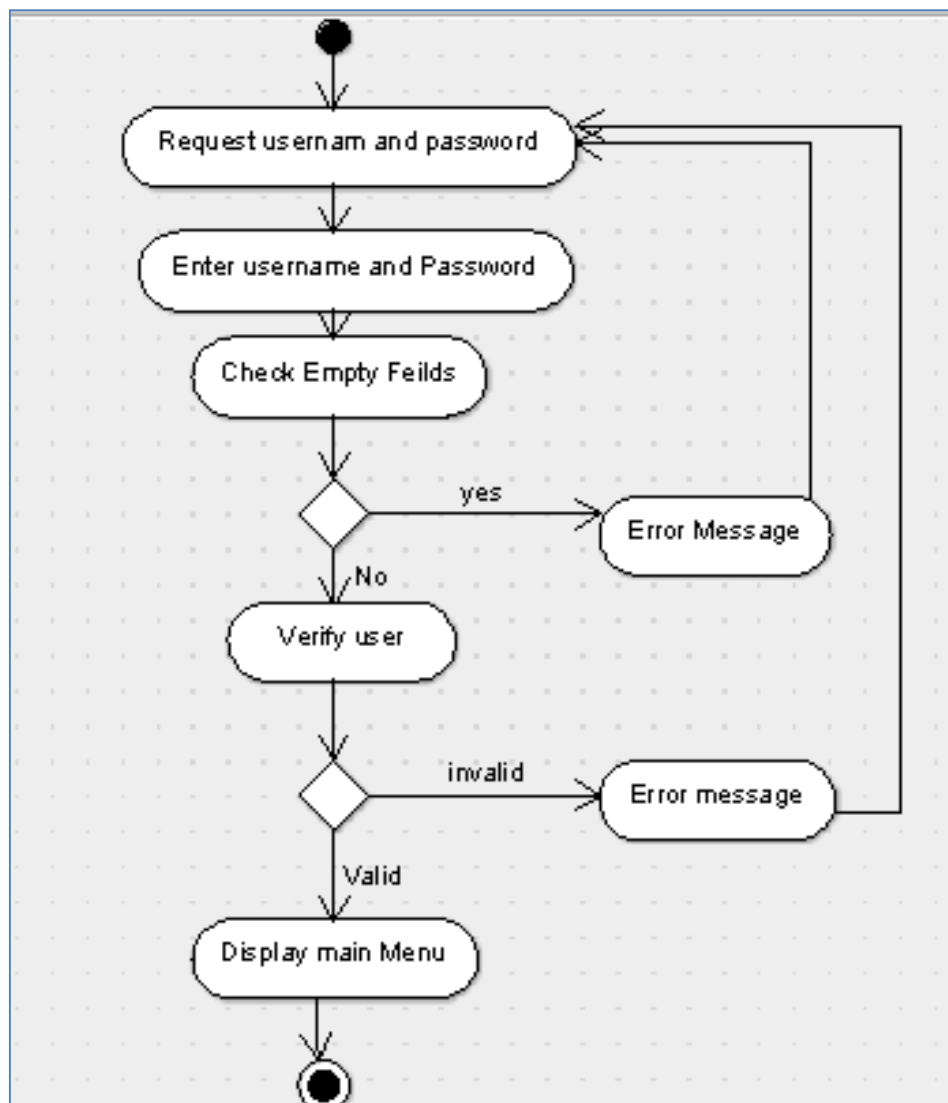 Request usernam and password
Enter username and Password
Check Empty Feilds
yes
Error Message
No
Verify user
invalid
Error message
Valid
Display main Menu